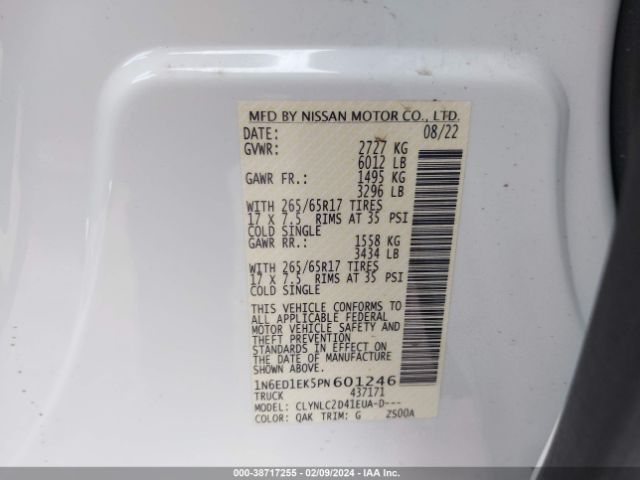 MFD BY NISSAN MOTOR CO., LTD.
DATE: 08/22
GVWR: 2727 KG
6012 LB
GAWR FR.: 1495 KG
3296 LB
WITH 265/65R17 TIRES
17 X 7.5 RIMS AT 35 PSI
COLD SINGLE
GAWR RR.: 1558 KG
3434 LB
WITH 265/65R17 TIRES
17 X 7.5 RIMS AT 35 PSI
COLD SINGLE
THIS VEHICLE CONFORMS TO
ALL APPLICABLE FEDERAL
MOTOR VEHICLE SAFETY AND
THEFT PREVENTION
STANDARDS IN EFFECT ON
THE DATE OF MANUFACTURE
SHOWN ABOVE.
1N6ED1EK5PN601246
TRUCK 437171
MODEL: CLYNLC2D41EUA-D---
COLOR: QAK TRIM: G ZS00A
000-38717255 - 02/09/2024 - IAA Inc.